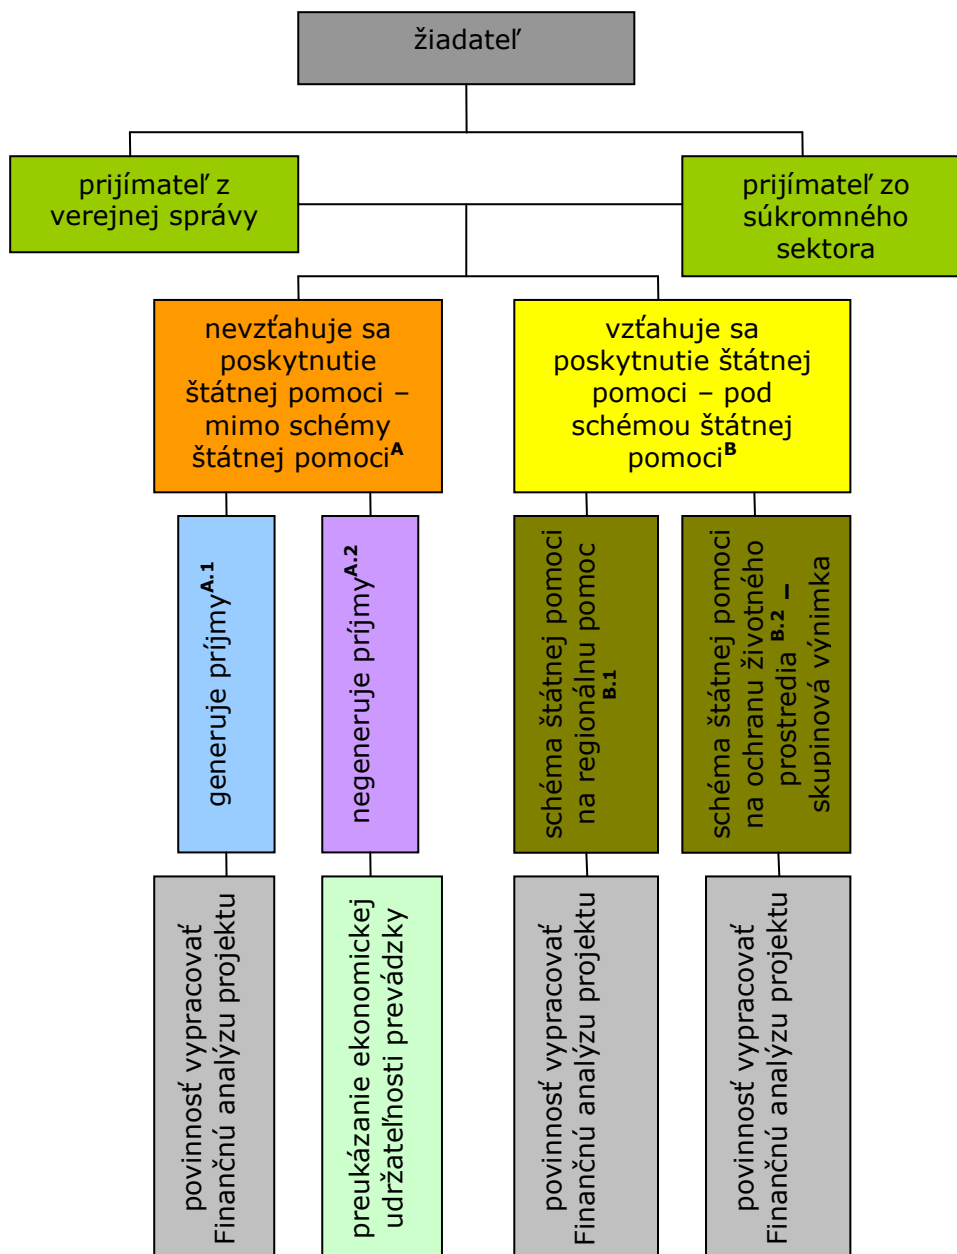 žiadateľ
prijímateľ z
verejnej správy
prijímateľ zo
súkromného
sektora
nevzťahuje sa
poskytnutie
štátnej pomoci –
mimo schémy
štátnej pomoci A
vzťahuje sa
poskytnutie štátnej
pomoci – pod
schémou štátnej
pomoci B
generuje príjmy A.1
negeneruje príjmy A.2
schéma štátnej pomoci
na regionálnu pomoc
B.1
schéma štátnej pomoci
na ochranu životného
prostredia B.2 –
skupinová výnimka
povinnosť vypracovať
Finančnú analýzu projektu
preukázanie ekonomickej
udržateľnosti prevádzky
povinnosť vypracovať
Finančnú analýzu projektu
povinnosť vypracovať
Finančnú analýzu projektu